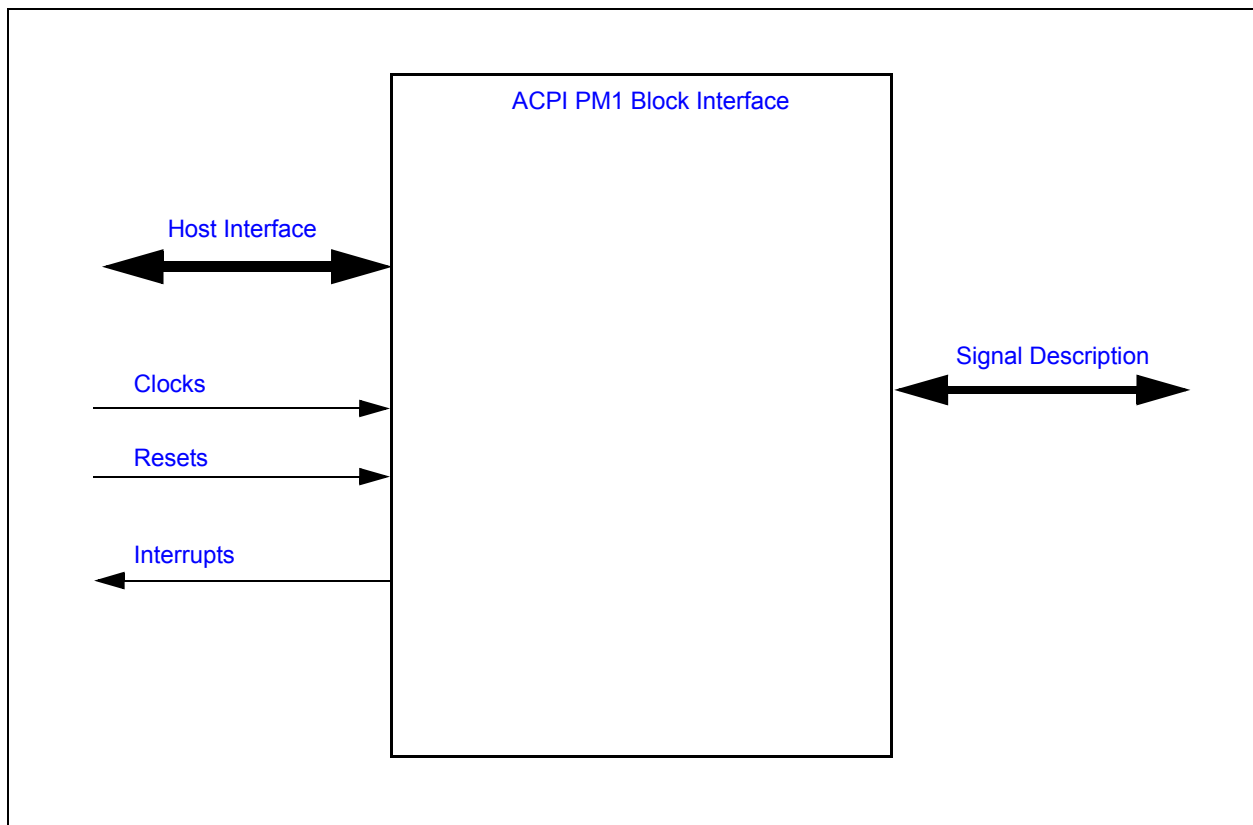 ACPI PM1 Block Interface
Host Interface
Signal Description
Clocks
Resets
Interrupts